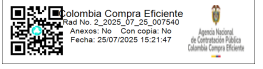 Colombia Compra Eficiente
Rad No. 2_2025_07_25_007540
Anexos: No Con copia: No
Fecha: 25/07/2025 15:21:47
Agencia Nacional
de Contratación Pública
Colombia Compra Eficiente